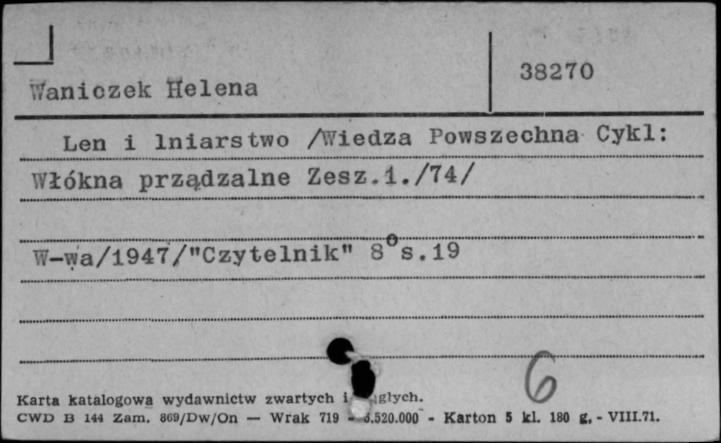 Waniczek Helena
38270
Len i lniarstwo /Wiedza Powszechna Cykl:
Włókna przędzalne Zesz.1./74/
W-wa/1947/"Czytelnik" 8° s.19
6
Karta katalogowa wydawnictw zwartych i
CWD B 144 Zam. 869/Dw/On — Wrak 719 - .520.000 - Karton 5 kl. 180 g. - VIII.71.